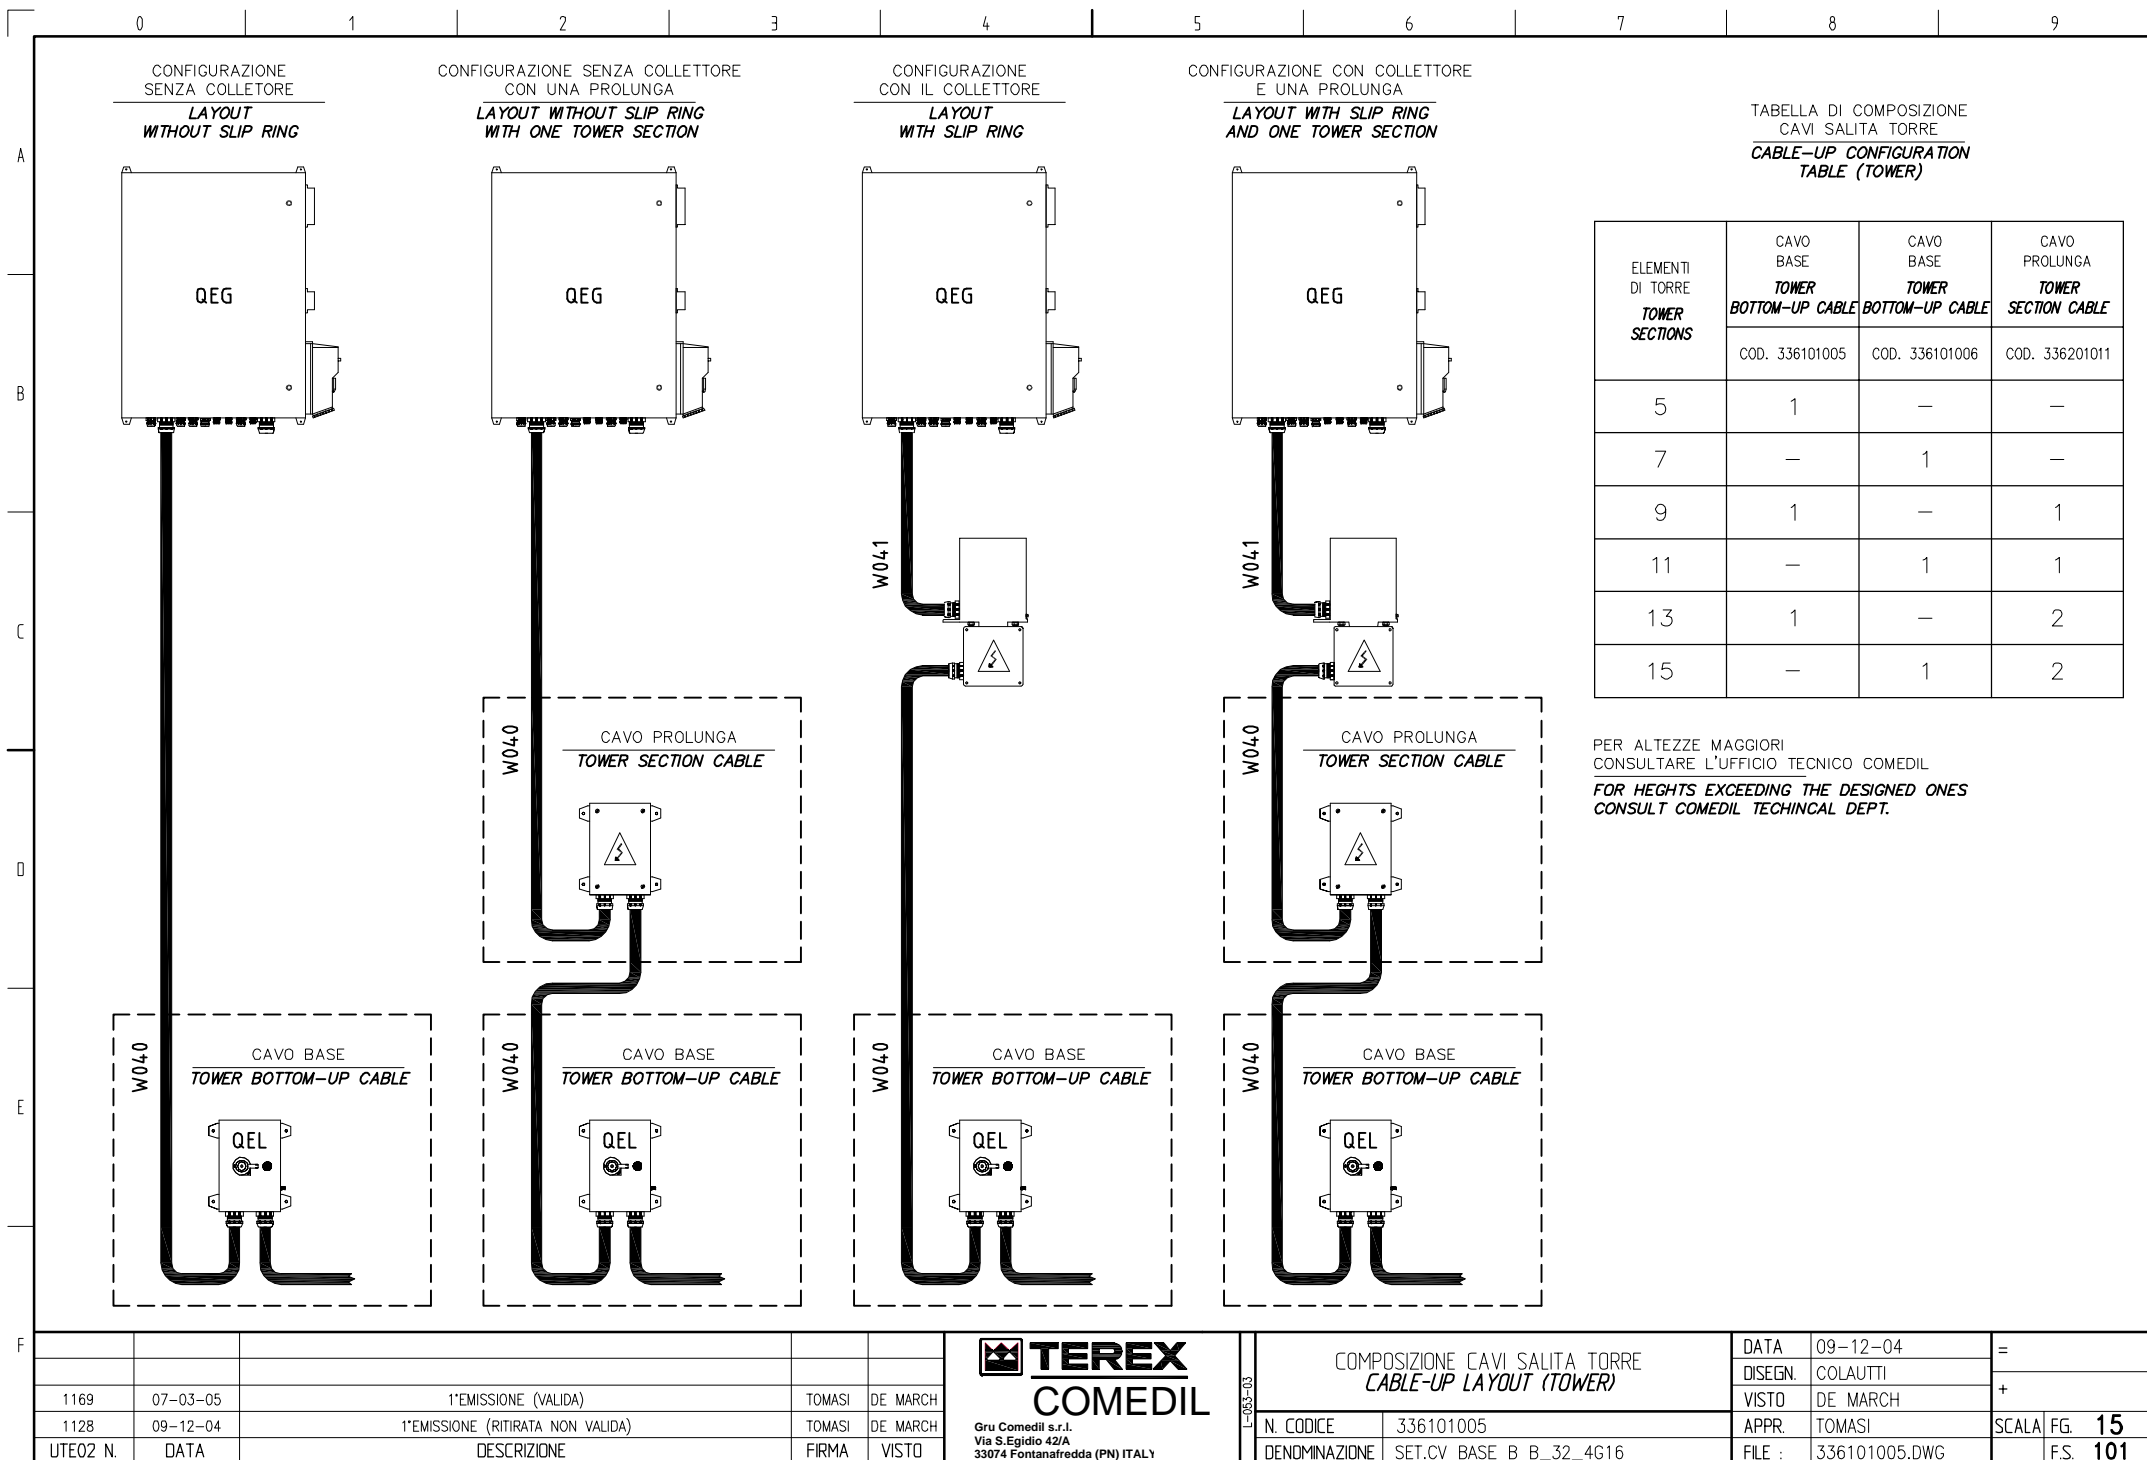 0 1 2 3 4 5 6 7 8 9
A
B
C
D
E
F
CONFIGURAZIONE
SENZA COLLETORE
LAYOUT
WITHOUT SLIP RING
QEG
W040
CAVO BASE
TOWER BOTTOM-UP CABLE
QEL
CONFIGURAZIONE SENZA COLLETTORE
CON UNA PROLUNGA
LAYOUT WITHOUT SLIP RING
WITH ONE TOWER SECTION
QEG
W040
CAVO PROLUNGA
TOWER SECTION CABLE
W040
CAVO BASE
TOWER BOTTOM-UP CABLE
QEL
CONFIGURAZIONE
CON IL COLLETTORE
LAYOUT
WITH SLIP RING
QEG
W041
W040
CAVO BASE
TOWER BOTTOM-UP CABLE
QEL
CONFIGURAZIONE CON COLLETTORE
E UNA PROLUNGA
LAYOUT WITH SLIP RING
AND ONE TOWER SECTION
QEG
W041
W040
CAVO PROLUNGA
TOWER SECTION CABLE
W040
CAVO BASE
TOWER BOTTOM-UP CABLE
QEL
TABELLA DI COMPOSIZIONE
CAVI SALITA TORRE
CABLE-UP CONFIGURATION
TABLE (TOWER)
ELEMENTI
DI TORRE
TOWER
SECTIONS
CAVO
BASE
TOWER
BOTTOM-UP CABLE
COD. 336101005
CAVO
BASE
TOWER
BOTTOM-UP CABLE
COD. 336101006
CAVO
PROLUNGA
TOWER
SECTION CABLE
COD. 336201011
5 1 - -
7 - 1 -
9 1 - 1
11 - 1 1
13 1 - 2
15 - 1 2
PER ALTEZZE MAGGIORI
CONSULTARE L'UFFICIO TECNICO COMEDIL
FOR HEGHTS EXCEEDING THE DESIGNED ONES
CONSULT COMEDIL TECHINCAL DEPT.
1169 07-03-05 1°EMISSIONE (VALIDA) TOMASI DE MARCH
1128 09-12-04 1°EMISSIONE (RITIRATA NON VALIDA) TOMASI DE MARCH
UTE02 N. DATA DESCRIZIONE FIRMA VISTO
TEREX
COMEDIL
Gru Comedil s.r.l.
Via S.Egidio 42/A
33074 Fontanafredda (PN) ITALY
L-053-03
COMPOSIZIONE CAVI SALITA TORRE
CABLE-UP LAYOUT (TOWER)
N. CODICE 336101005
DENOMINAZIONE SET.CV BASE B B_32_4G16
DATA 09-12-04
DISEGN. COLAUTTI
VISTO DE MARCH
APPR. TOMASI
FILE : 336101005.DWG
=
+
SCALA FG. 15
F.S. 101